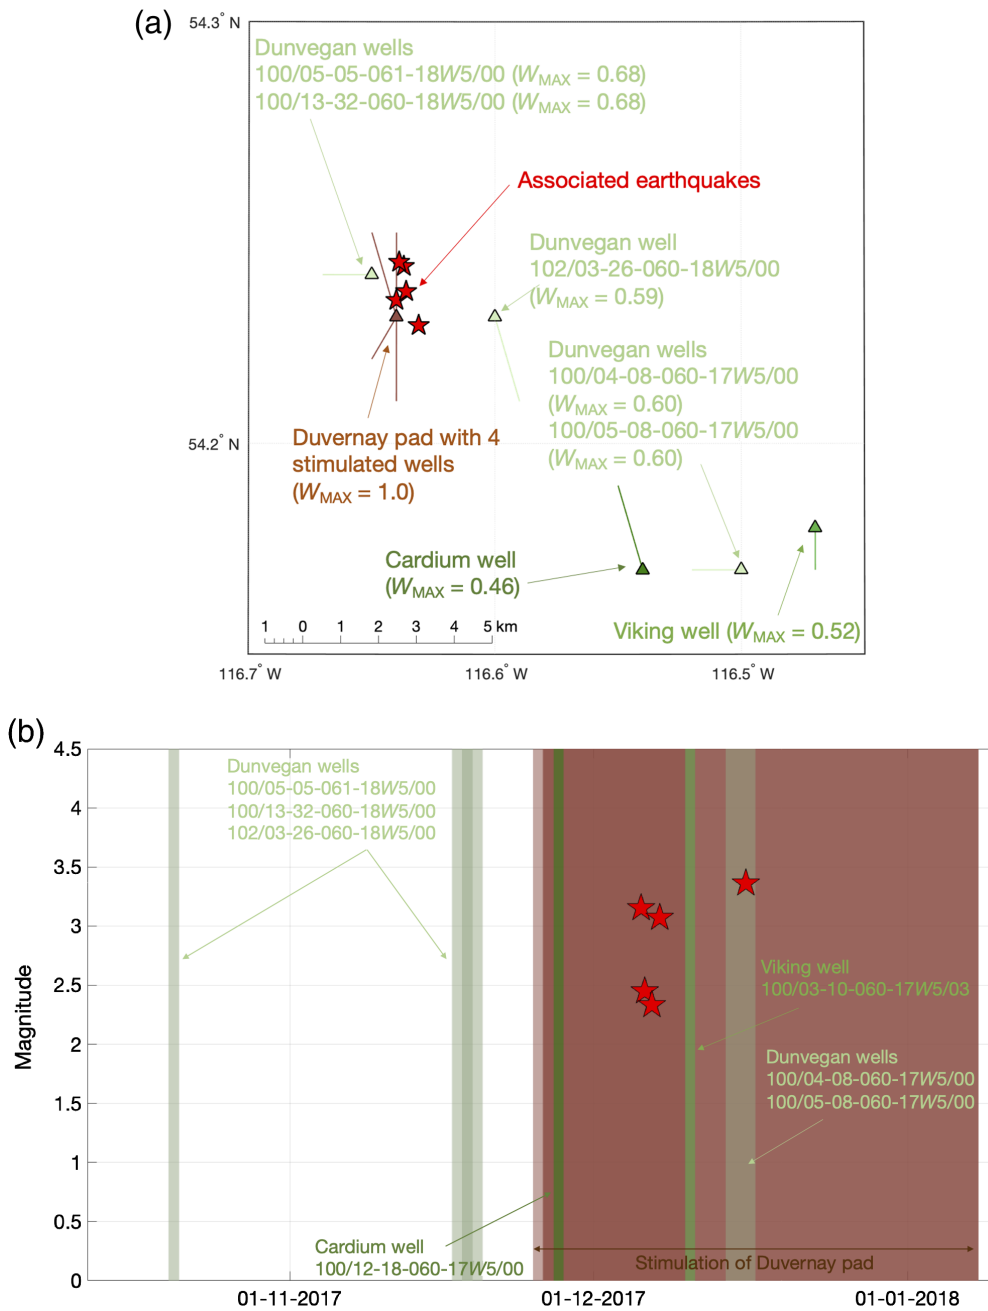 (a)
54.3° N
Dunvegan wells
100/05-05-061-18W5/00 (WMAX = 0.68)
100/13-32-060-18W5/00 (WMAX = 0.68)
Associated earthquakes
Dunvegan well
102/03-26-060-18W5/00
(WMAX = 0.59)
Dunvegan wells
100/04-08-060-17W5/00
(WMAX = 0.60)
100/05-08-060-17W5/00
(WMAX = 0.60)
54.2° N
Duvernay pad with 4
stimulated wells
(WMAX = 1.0)
Cardium well
(WMAX = 0.46)
Viking well (WMAX = 0.52)
1 0 1 2 3 4 5 km
116.7° W 116.6° W 116.5° W
(b)
4.5
4
3.5
3
2.5
2
1.5
1
0.5
0
Magnitude
Dunvegan wells
100/05-05-061-18W5/00
100/13-32-060-18W5/00
102/03-26-060-18W5/00
Viking well
100/03-10-060-17W5/03
Dunvegan wells
100/04-08-060-17W5/00
100/05-08-060-17W5/00
Cardium well
100/12-18-060-17W5/00
Stimulation of Duvernay pad
01-11-2017 01-12-2017 01-01-2018